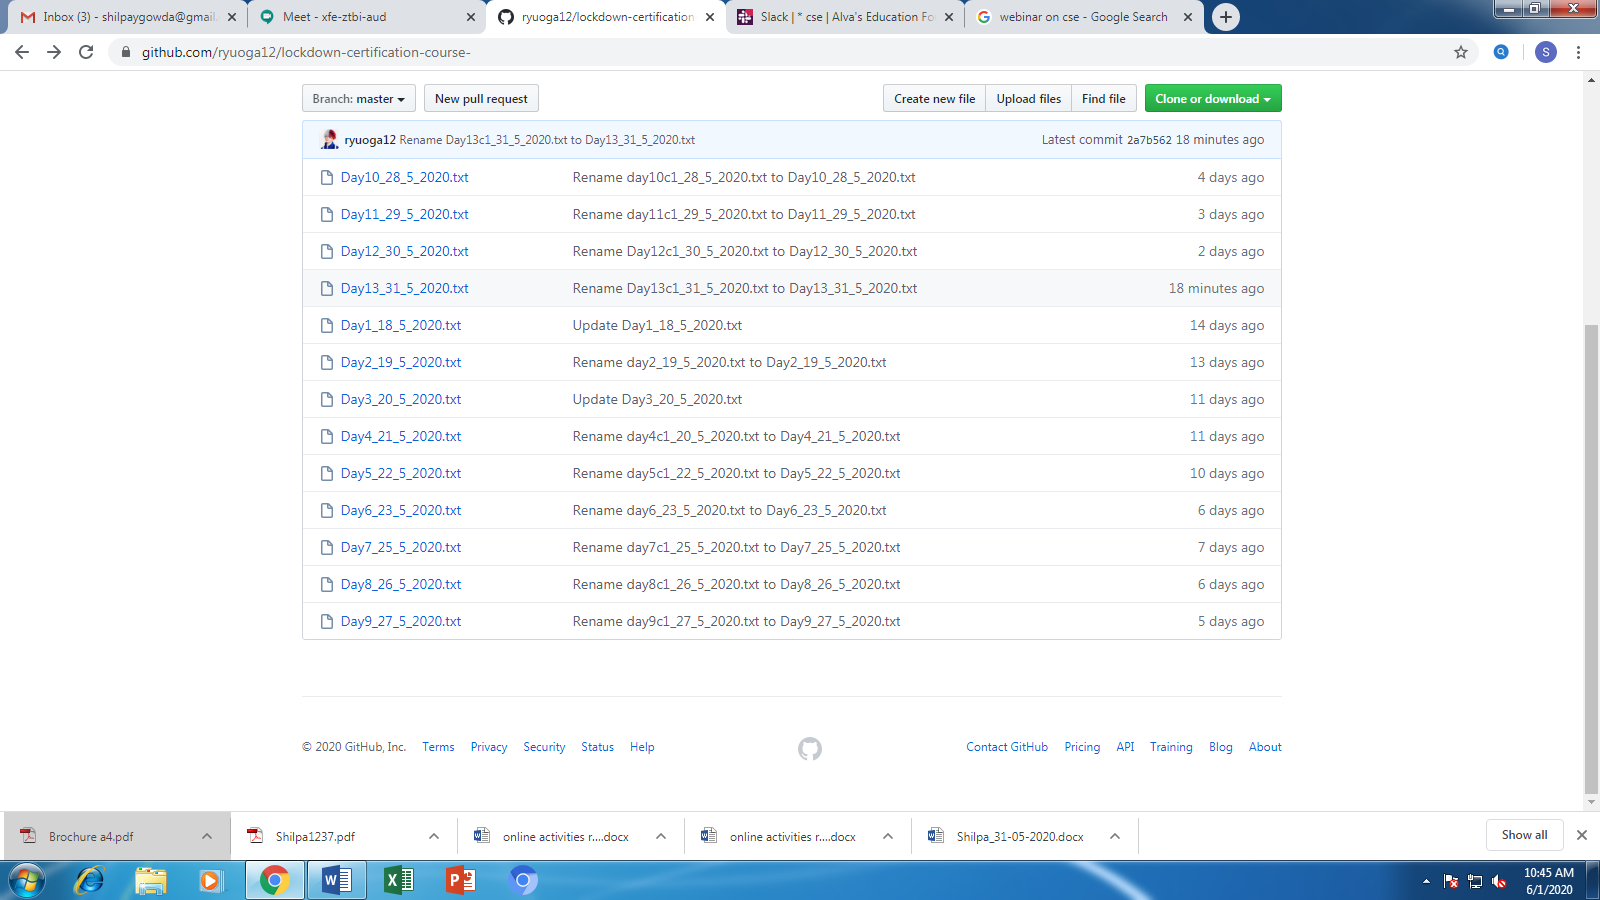 Inbox (3) - shilpaygowda@gmail.
Meet - xfe-ztbi-aud
ryuoga12/lockdown-certification
Slack | * cse | Alva's Education Fo
webinar on cse - Google Search
github.com/ryuoga12/lockdown-certification-course-
S
Branch: master
New pull request
Create new file
Upload files
Find file
Clone or download
ryuoga12 Rename Day13c1_31_5_2020.txt to Day13_31_5_2020.txt
Latest commit 2a7b562 18 minutes ago
Day10_28_5_2020.txt Rename day10c1_28_5_2020.txt to Day10_28_5_2020.txt 4 days ago
Day11_29_5_2020.txt Rename day11c1_29_5_2020.txt to Day11_29_5_2020.txt 3 days ago
Day12_30_5_2020.txt Rename Day12c1_30_5_2020.txt to Day12_30_5_2020.txt 2 days ago
Day13_31_5_2020.txt Rename Day13c1_31_5_2020.txt to Day13_31_5_2020.txt 18 minutes ago
Day1_18_5_2020.txt Update Day1_18_5_2020.txt 14 days ago
Day2_19_5_2020.txt Rename day2_19_5_2020.txt to Day2_19_5_2020.txt 13 days ago
Day3_20_5_2020.txt Update Day3_20_5_2020.txt 11 days ago
Day4_21_5_2020.txt Rename day4c1_20_5_2020.txt to Day4_21_5_2020.txt 11 days ago
Day5_22_5_2020.txt Rename day5c1_22_5_2020.txt to Day5_22_5_2020.txt 10 days ago
Day6_23_5_2020.txt Rename day6_23_5_2020.txt to Day6_23_5_2020.txt 6 days ago
Day7_25_5_2020.txt Rename day7c1_25_5_2020.txt to Day7_25_5_2020.txt 7 days ago
Day8_26_5_2020.txt Rename day8c1_26_5_2020.txt to Day8_26_5_2020.txt 6 days ago
Day9_27_5_2020.txt Rename day9c1_27_5_2020.txt to Day9_27_5_2020.txt 5 days ago
© 2020 GitHub, Inc. Terms Privacy Security Status Help
Contact GitHub Pricing API Training Blog About
Brochure a4.pdf
Shilpa1237.pdf
online activities r....docx
online activities r....docx
Shilpa_31-05-2020.docx
Show all
10:45 AM
6/1/2020